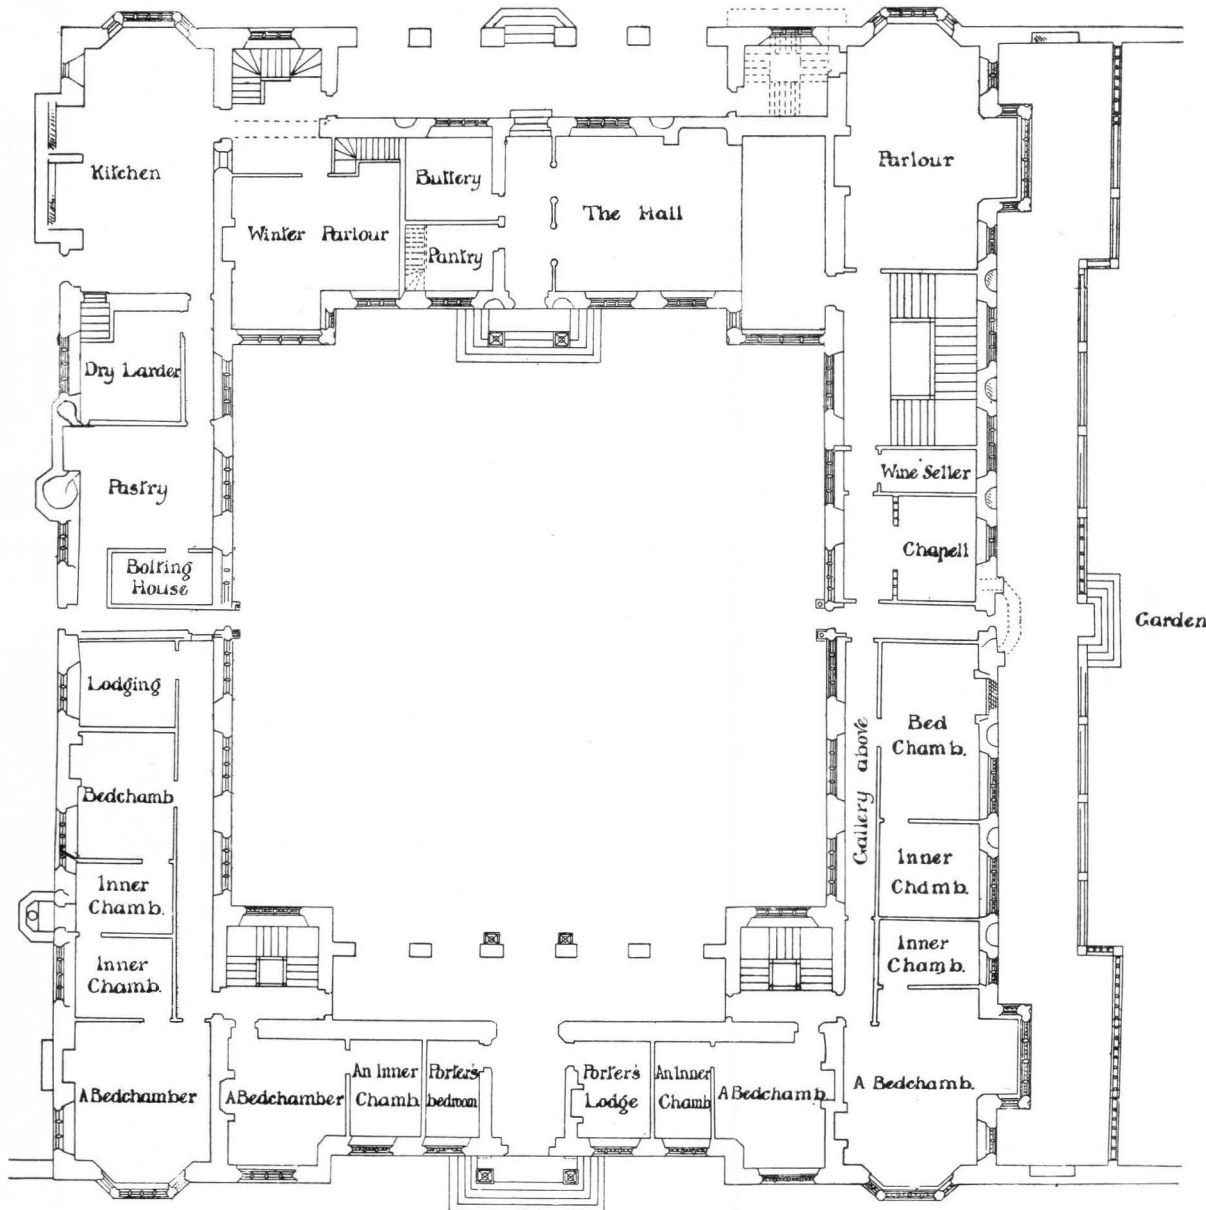 Kitchen
Winter Parlour
Buttery
Pantry
The Hall
Parlour
Dry Larder
Pastry
Bolting
House
Wine Seller
Chapell
Garden
Lodging
Bedchamb
Inner
Chamb.
Inner
Chamb.
Gallery above
Bed
Chamb.
Inner
Chamb.
Inner
Chamb.
A Bedchamber
A Bedchamber
An Inner
Chamb.
Porter's
bedroom
Porter's
Lodge
An Inner
Chamb
A Bedchamb.
A Bedchamb.